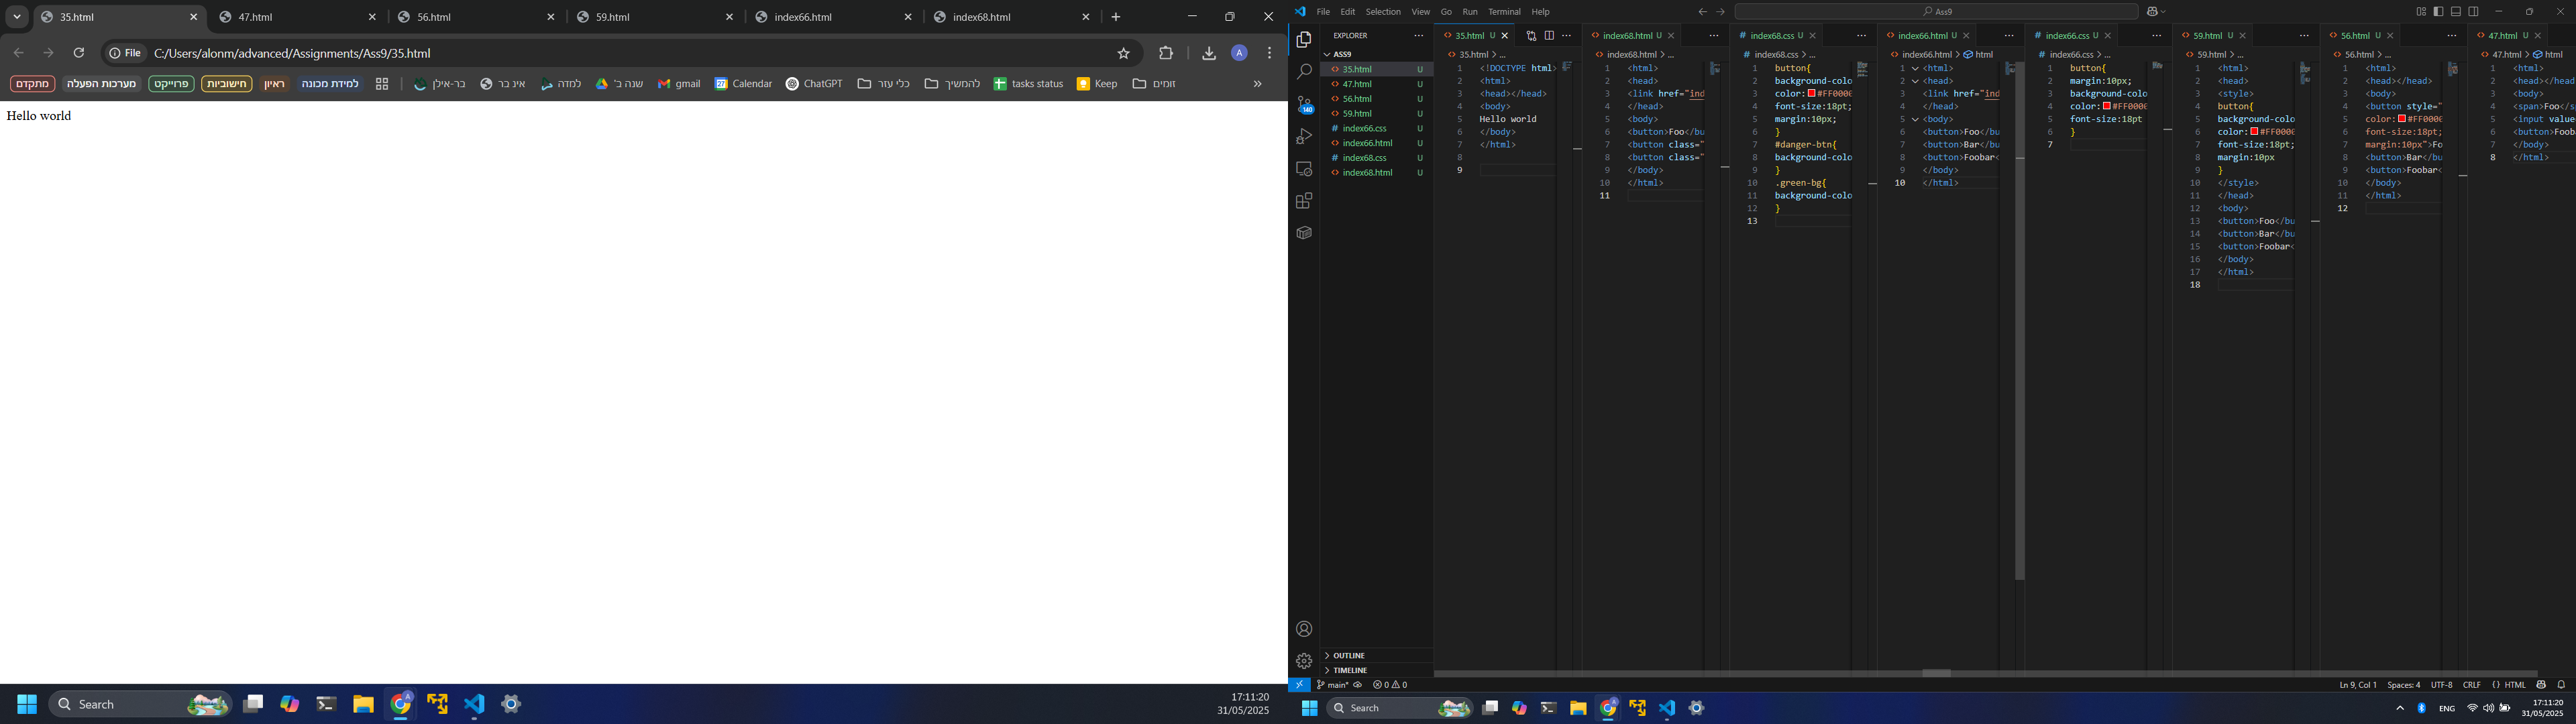 35.html
47.html
56.html
59.html
index66.html
index68.html
File
C:/Users/alonm/advanced/Assignments/Ass9/35.html
מתקדם
מערכות הפעלה
פרוייקט
חישוביות
ראיון
למידת מכונה
בר-אילן
אינ בר
למדה
שנה ב'
gmail
Calendar
ChatGPT
כלי עזר
להמשיך
tasks status
Keep
זומים
Hello world
Search
17:11:20
31/05/2025
File Edit Selection View Go Run Terminal Help
Ass9
EXPLORER
ASS9
35.html U
47.html U
56.html U
59.html U
index66.css U
index66.html U
index68.css U
index68.html U
140
OUTLINE
TIMELINE
35.html U
35.html > ...
1 <!DOCTYPE html>
2 <html>
3 <head></head>
4 <body>
5 Hello world
6 </body>
7 </html>
8
9
index68.html U
index68.html > ...
1 <html>
2 <head>
3 <link href="ind
4 </head>
5 <body>
6 <button>Foo</bu
7 <button class="
8 <button class="
9 </body>
10 </html>
11
index68.css U
index68.css > ...
1 button{
2 background-colo
3 color:#FF000
4 font-size:18pt;
5 margin:10px;
6 }
7 #danger-btn{
8 background-colo
9 }
10 .green-bg{
11 background-colo
12 }
13
index66.html U
index66.html > html
1 <html>
2 <head>
3 <link href="ind
4 </head>
5 <body>
6 <button>Foo</bu
7 <button>Bar</bu
8 <button>Foobar<
9 </body>
10 </html>
index66.css U
index66.css > ...
1 button{
2 margin:10px;
3 background-colo
4 color:#FF000
5 font-size:18pt
6 }
7
59.html U
59.html > ...
1 <html>
2 <head>
3 <style>
4 button{
5 background-colo
6 color:#FF000
7 font-size:18pt;
8 margin:10px
9 }
10 </style>
11 </head>
12 <body>
13 <button>Foo</bu
14 <button>Bar</bu
15 <button>Foobar<
16 </body>
17 </html>
18
56.html U
56.html > ...
1 <html>
2 <head></head>
3 <body>
4 <button style="
5 color:#FF000
6 font-size:18pt;
7 margin:10px">Fo
8 <button>Bar</bu
9 <button>Foobar<
10 </body>
11 </html>
12
47.html U
47.html > html
1 <html>
2 <head></head
3 <body>
4 <span>Foo</s
5 <input value
6 <button>Foob
7 </body>
8 </html>
main*
0 0
Ln 9, Col 1 Spaces: 4 UTF-8 CRLF {} HTML
Search
ENG
17:11:20
31/05/2025